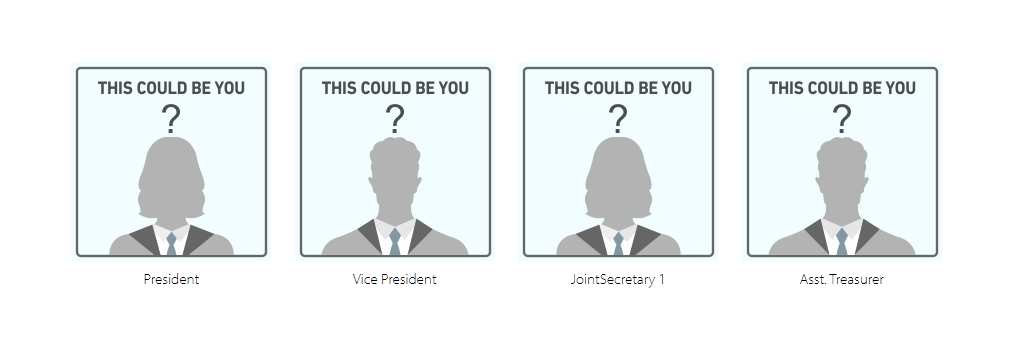 THIS COULD BE YOU
?
President
THIS COULD BE YOU
?
Vice President
THIS COULD BE YOU
?
JointSecretary 1
THIS COULD BE YOU
?
Asst. Treasurer